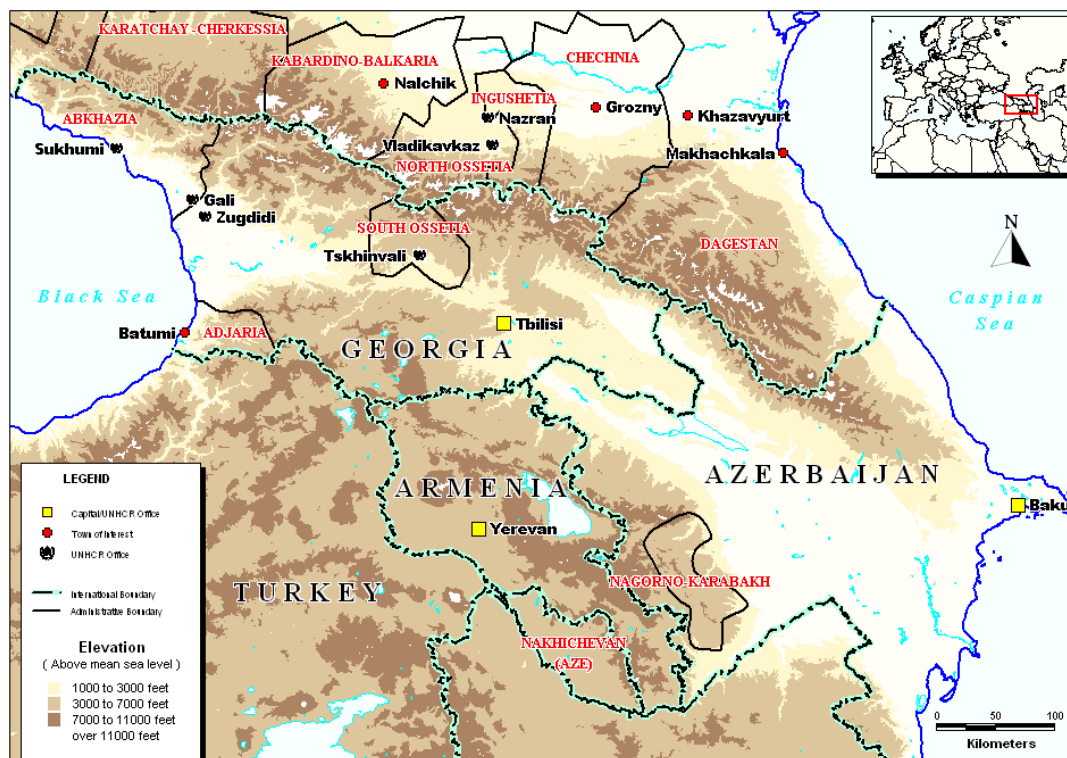 KARATCHAY - CHERKESSIA
KABARDINO-BALKARIA
CHECHNIA
Nalchik
INGUSHETIA
Grozny
Nazran
Khazavyurt
ABKHAZIA
Sukhumi
Vladikavkaz
Makhachkala
NORTH OSSETIA
Gali
Zugdidi
SOUTH OSSETIA
Tskhinvali
DAGESTAN
N
Black Sea
Caspian
Sea
Batumi
ADJARIA
Tbilisi
GEORGIA
AZERBAIJAN
ARMENIA
Baku
Yerevan
NAGORNO-KARABAKH
TURKEY
NAKHICHEVAN
(AZE)
LEGEND
Capital/UNHCR Office
Town of Interest
UNHCR Office
International Boundary
Administrative Boundary
Elevation
( Above mean sea level )
1000 to 3000 feet
3000 to 7000 feet
7000 to 11000 feet
over 11000 feet
0 50 100
Kilometers